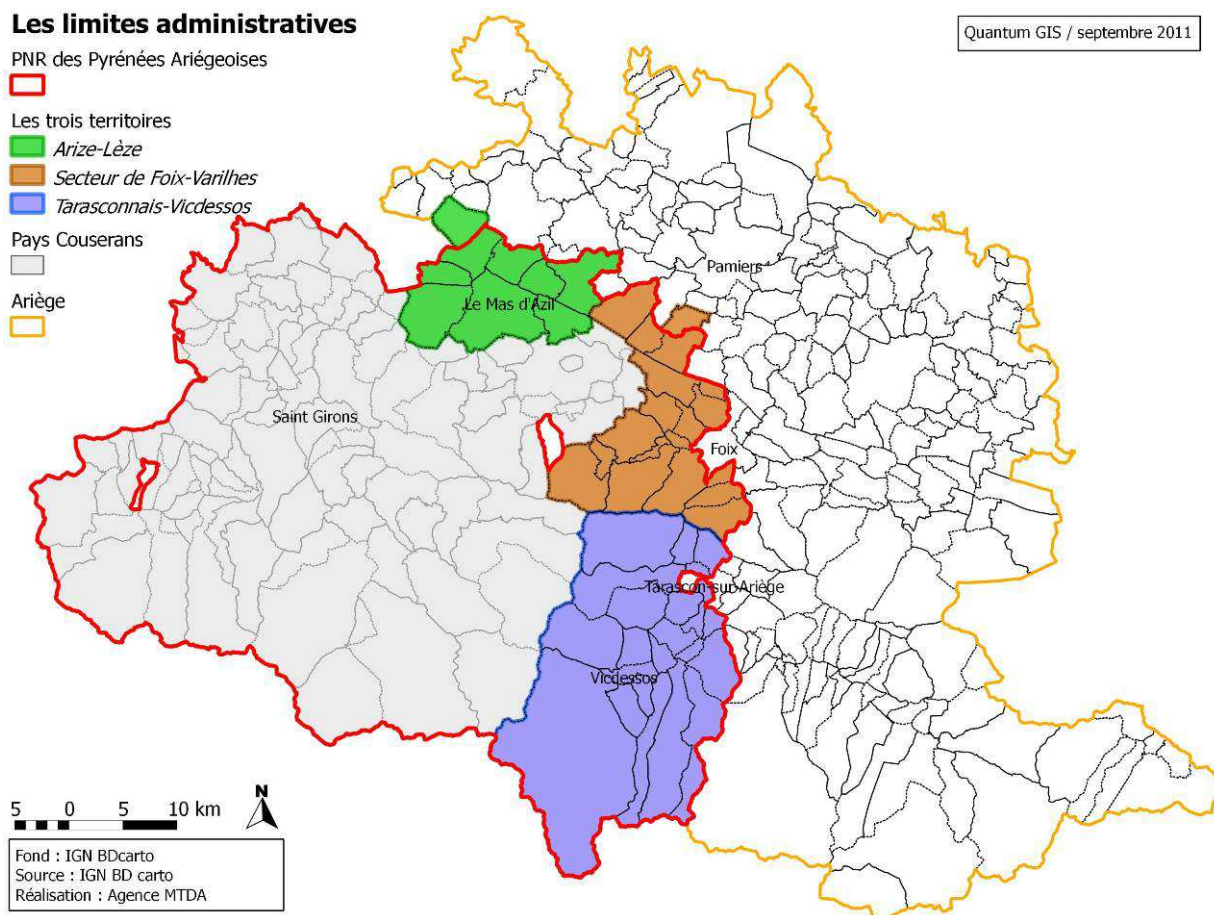 Les limites administratives
PNR des Pyrénées Ariégeoises
Les trois territoires
Arize-Lèze
Secteur de Foix-Varilhes
Tarasconnais-Vicdessos
Pays Couserans
Ariège
Quantum GIS / septembre 2011
Pamiers
Le Mas d'Azil
Saint Girons
Foix
Tarascon-sur-Ariège
Vicdessos
5 0 5 10 km
N
Fond : IGN BDcarto
Source : IGN BD carto
Réalisation : Agence MTDA